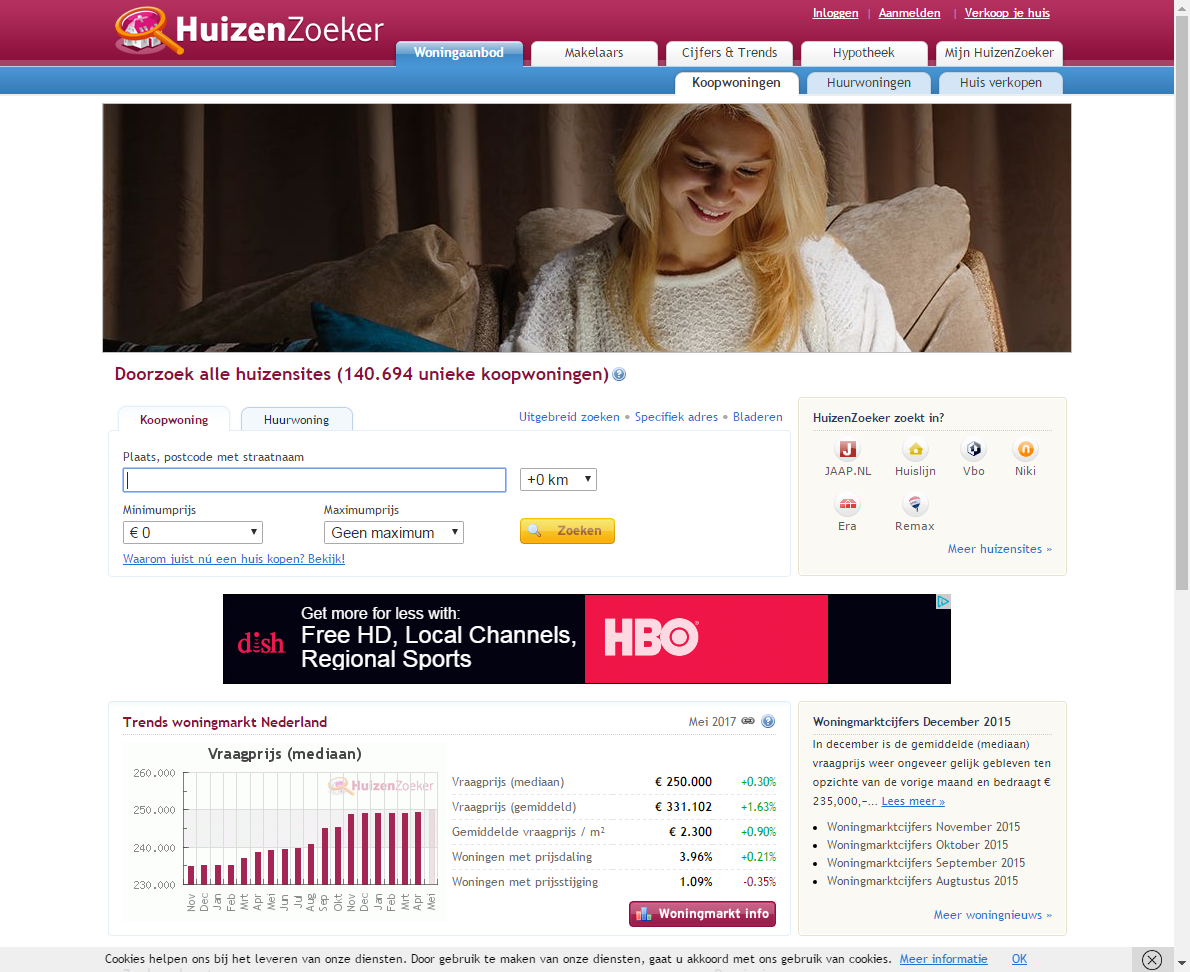 HuizenZoeker
Inloggen | Aanmelden | Verkoop je huis
Woningaanbod Makelaars Cijfers & Trends Hypotheek Mijn HuizenZoeker
Koopwoningen Huurwoningen Huis verkopen
Doorzoek alle huizensites (140.694 unieke koopwoningen) ?
Koopwoning Huurwoning
Uitgebreid zoeken • Specifiek adres • Bladeren
Plaats, postcode met straatnaam
+0 km
Minimumprijs Maximumprijs
€ 0 Geen maximum Zoeken
Waarom juist nú een huis kopen? Bekijk!
HuizenZoeker zoekt in?
JAAP.NL Huislijn Vbo Niki
Era Remax
Meer huizensites »
dish
Get more for less with:
Free HD, Local Channels,
Regional Sports
HBO
Trends woningmarkt Nederland Mei 2017 ?
Vraagprijs (mediaan)
HuizenZoeker
260.000
250.000
240.000
230.000
Nov Dec Jan Feb Mrt Apr Mei Jun Jul Aug Sep Okt Nov Dec Jan Feb Mrt Apr Mei
Vraagprijs (mediaan) € 250.000 +0.30%
Vraagprijs (gemiddeld) € 331.102 +1.63%
Gemiddelde vraagprijs / m² € 2.300 +0.90%
Woningen met prijsdaling 3.96% +0.21%
Woningen met prijsstijging 1.09% -0.35%
Woningmarkt info
Woningmarktcijfers December 2015
In december is de gemiddelde (mediaan)
vraagprijs weer ongeveer gelijk gebleven ten
opzichte van de vorige maand en bedraagt €
235,000,–... Lees meer »
Woningmarktcijfers November 2015
Woningmarktcijfers Oktober 2015
Woningmarktcijfers September 2015
Woningmarktcijfers Augtustus 2015
Meer woningnieuws »
Cookies helpen ons bij het leveren van onze diensten. Door gebruik te maken van onze diensten, gaat u akkoord met ons gebruik van cookies. Meer informatie OK